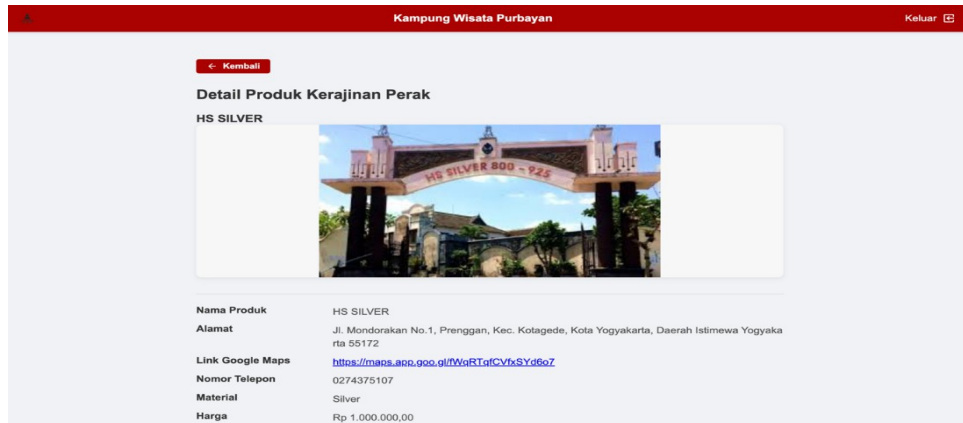 Kampung Wisata Purbayan
Keluar
← Kembali
Detail Produk Kerajinan Perak
HS SILVER
HS SILVER 800 - 925
Nama Produk HS SILVER
Alamat Jl. Mondorakan No.1, Prenggan, Kec. Kotagede, Kota Yogyakarta, Daerah Istimewa Yogyaka
rta 55172
Link Google Maps https://maps.app.goo.gl/fWqRTqfCVfxSYd6o7
Nomor Telepon 0274375107
Material Silver
Harga Rp 1.000.000,00